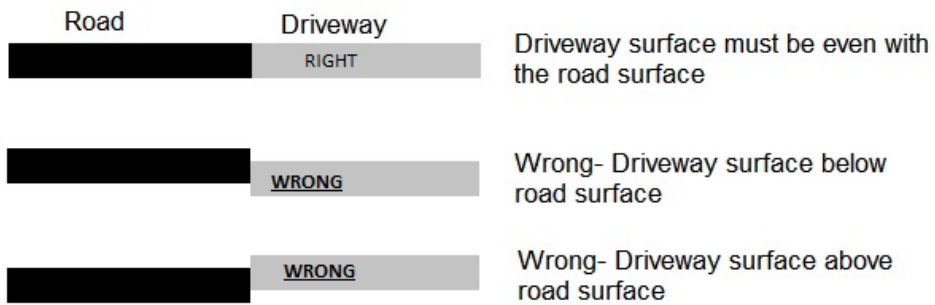 Road
Driveway
RIGHT
Driveway surface must be even with
the road surface
WRONG
Wrong- Driveway surface below
road surface
WRONG
Wrong- Driveway surface above
road surface